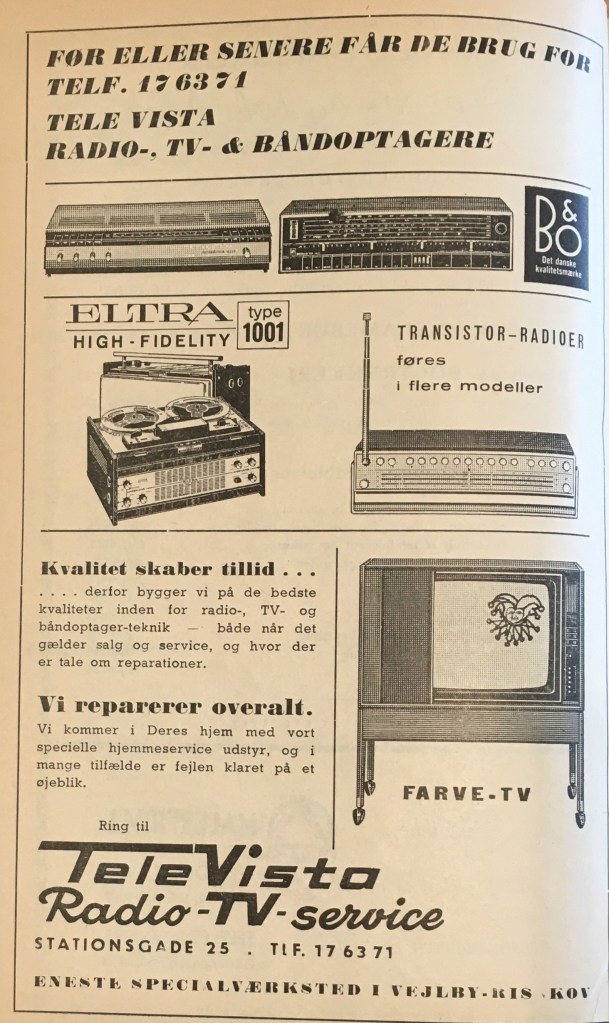 FØR ELLER SENERE FÅR DE BRUG FOR
TELF. 17 63 71
TELE VISTA
RADIO-, TV- & BÅNDOPTAGERE
B&O
Det danske
kvalitetsmærke
ELTRA
HIGH-FIDELITY
type
1001
TRANSISTOR-RADIOER
føres
i flere modeller
Kvalitet skaber tillid . . .
. . . . derfor bygger vi på de bedste
kvaliteter inden for radio-, TV- og
båndoptager-teknik — både når det
gælder salg og service, og hvor der
er tale om reparationer.
Vi reparerer overalt.
Vi kommer i Deres hjem med vort
specielle hjemmeservice udstyr, og i
mange tilfælde er fejlen klaret på et
øjeblik.
FARVE-TV
Ring til
TeleVista
Radio-TV-service
STATIONSGADE 25 . TLF. 17 63 71
ENESTE SPECIALVÆRKSTED I VEJLBY-RISSKOV